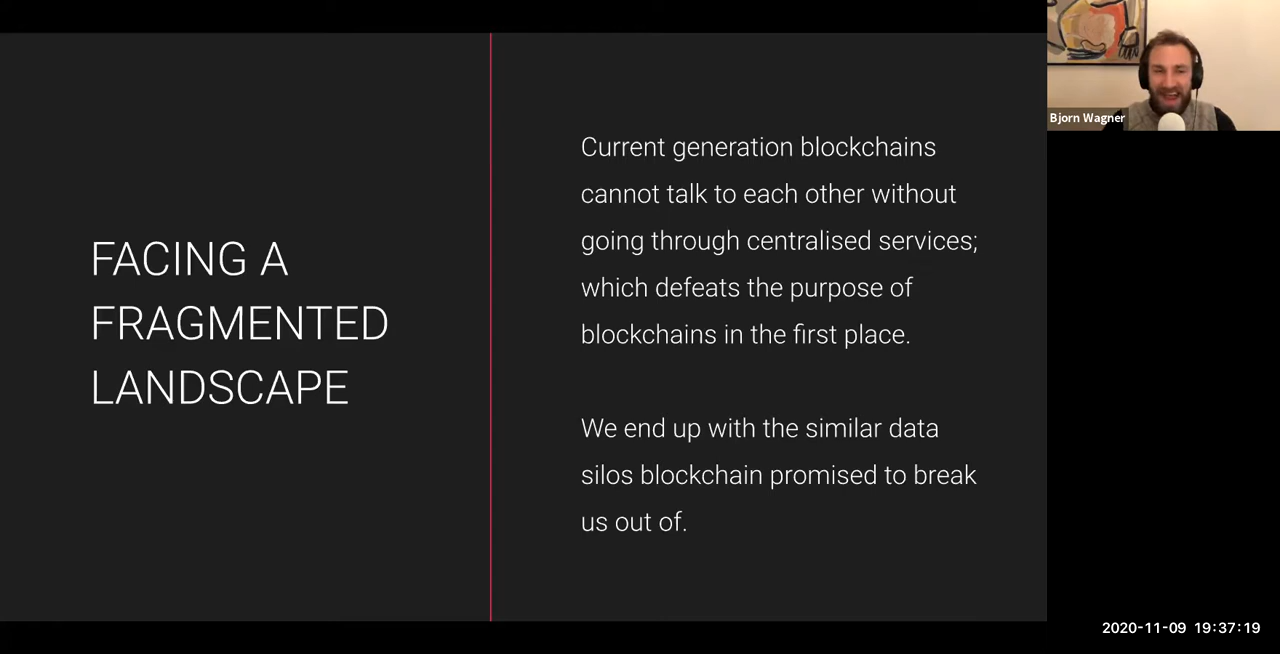 FACING A
FRAGMENTED
LANDSCAPE
Current generation blockchains
cannot talk to each other without
going through centralised services;
which defeats the purpose of
blockchains in the first place.
We end up with the similar data
silos blockchain promised to break
us out of.
Bjorn Wagner
2020-11-09 19:37:19